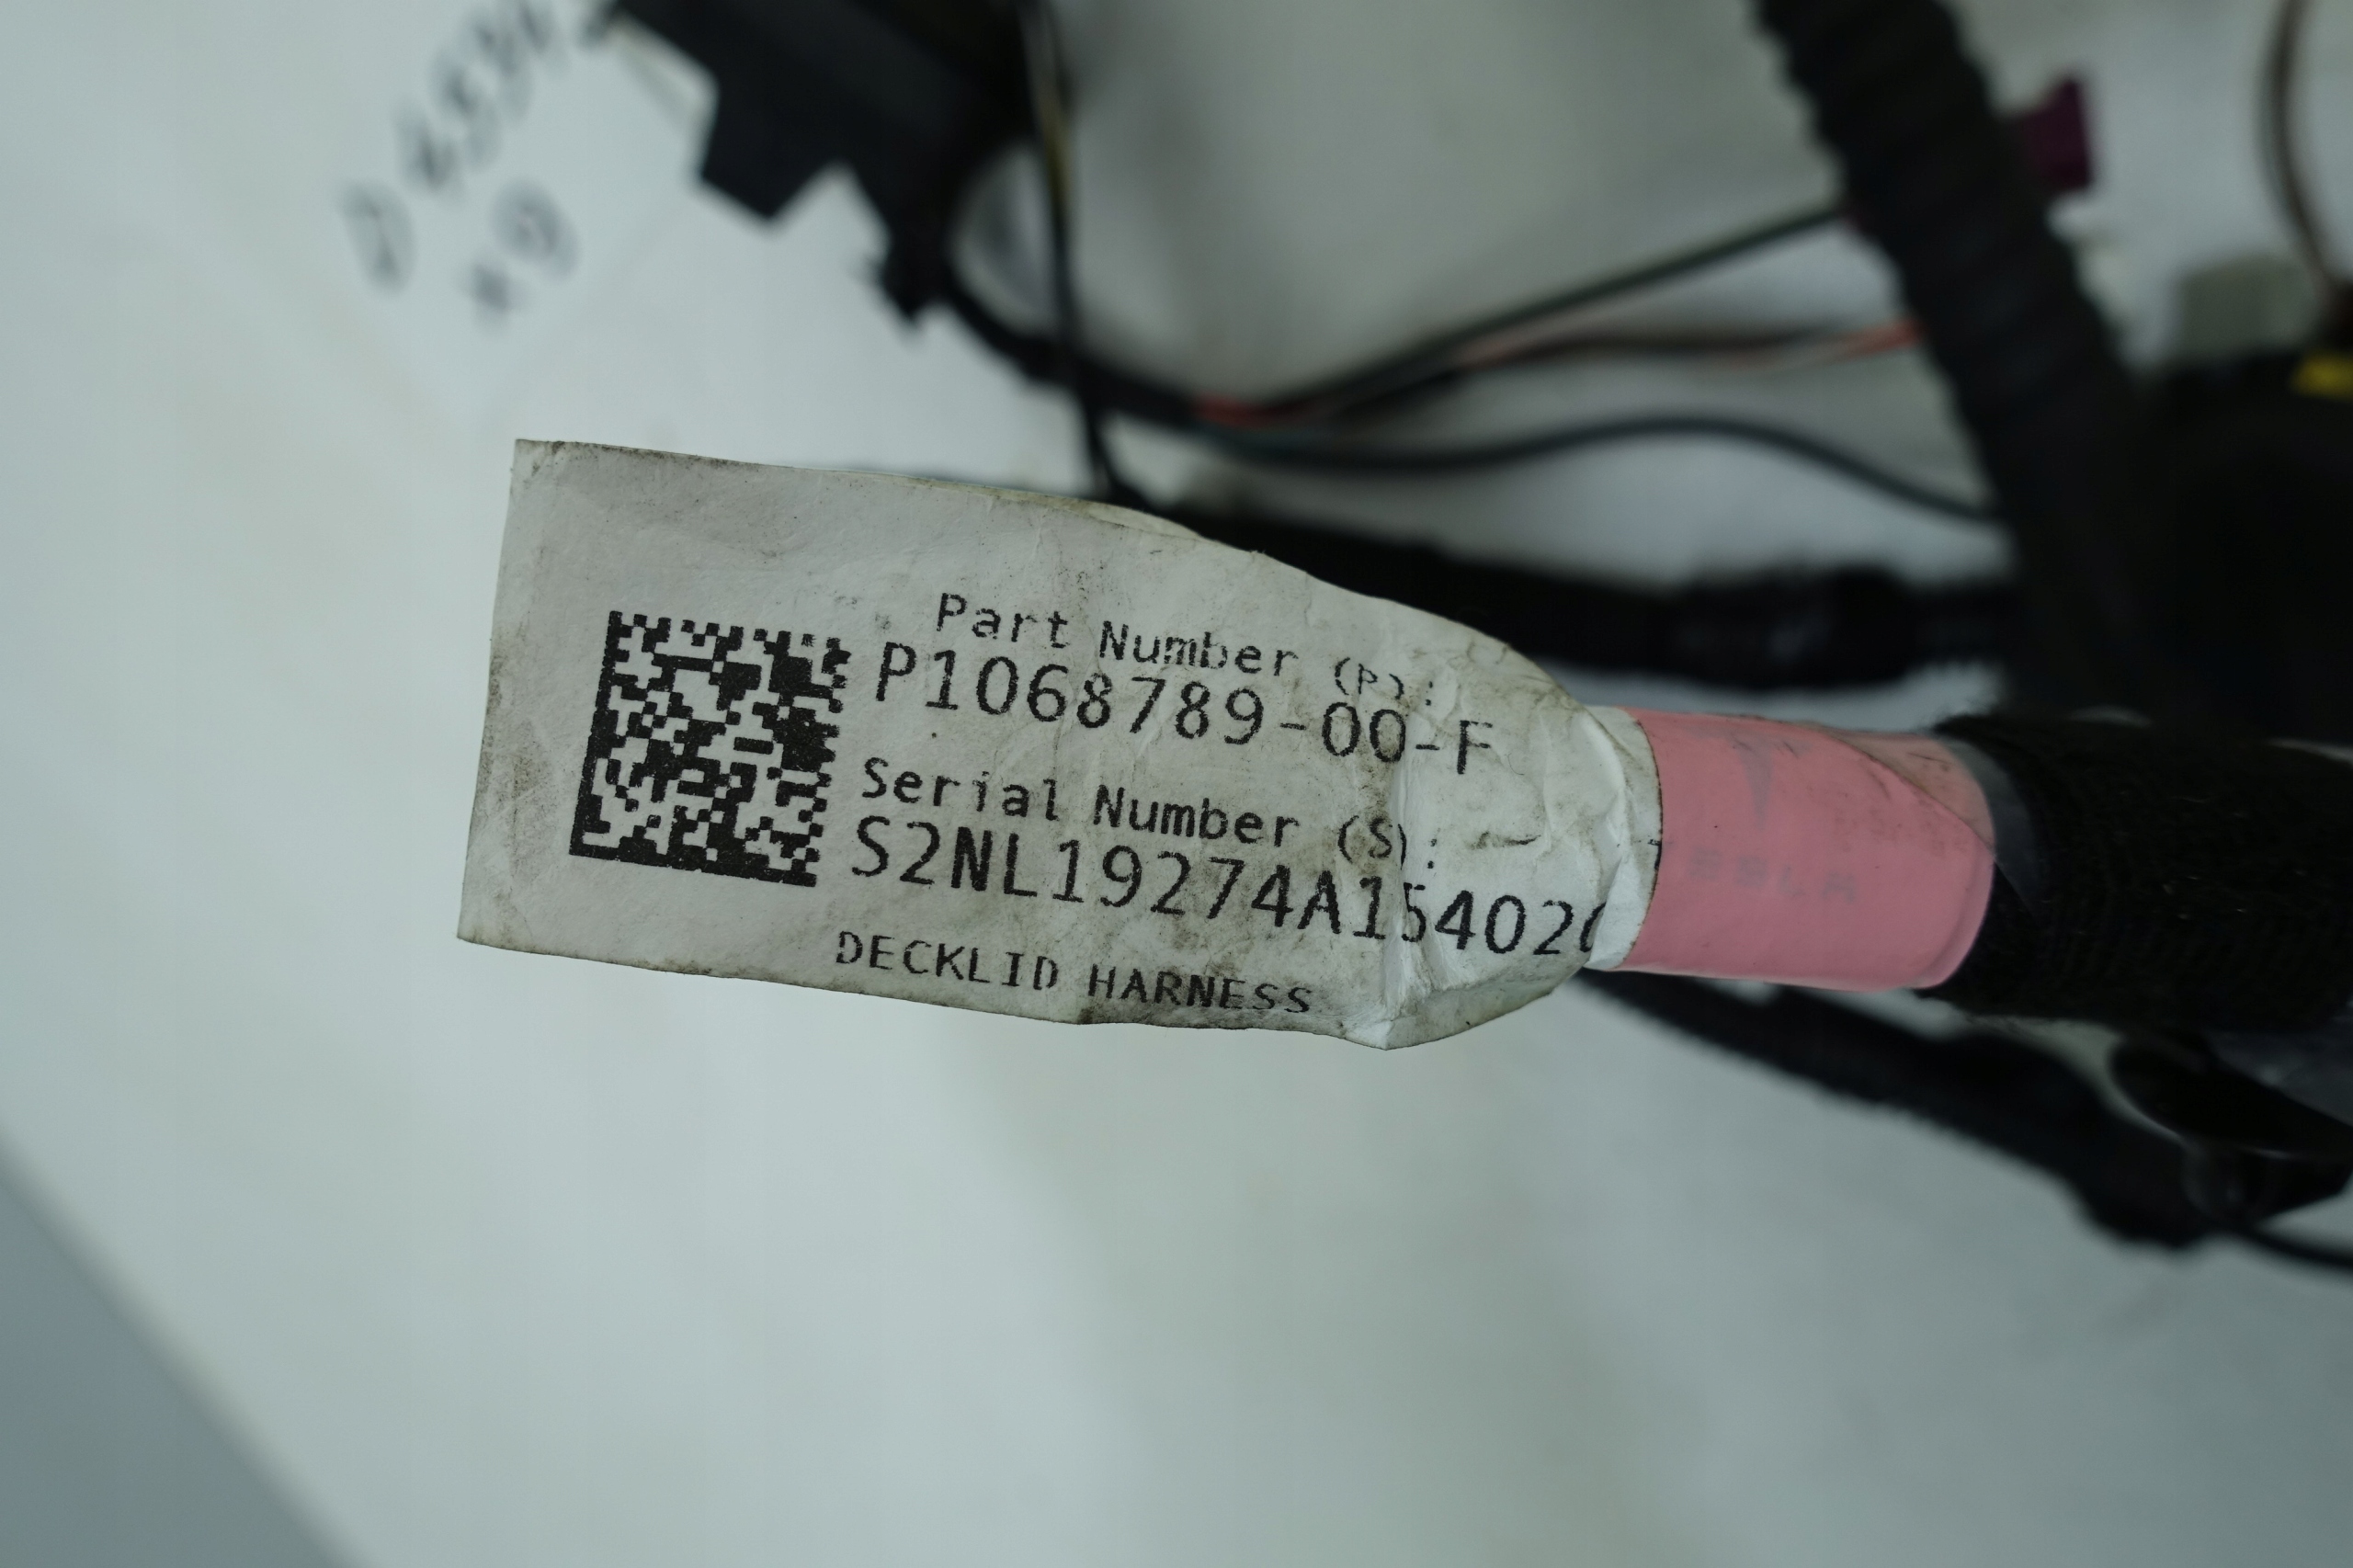 Part Number (P):
P1068789-00-F
Serial Number (S):
S2NL19274A15402
DECKLID HARNESS